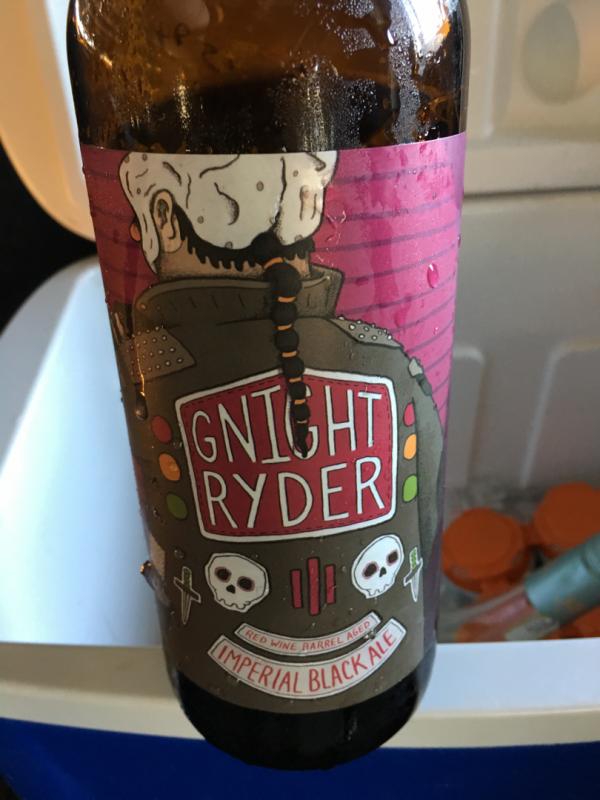 GNIGHT
RYDER
RED WINE BARREL AGED
IMPERIAL BLACK ALE